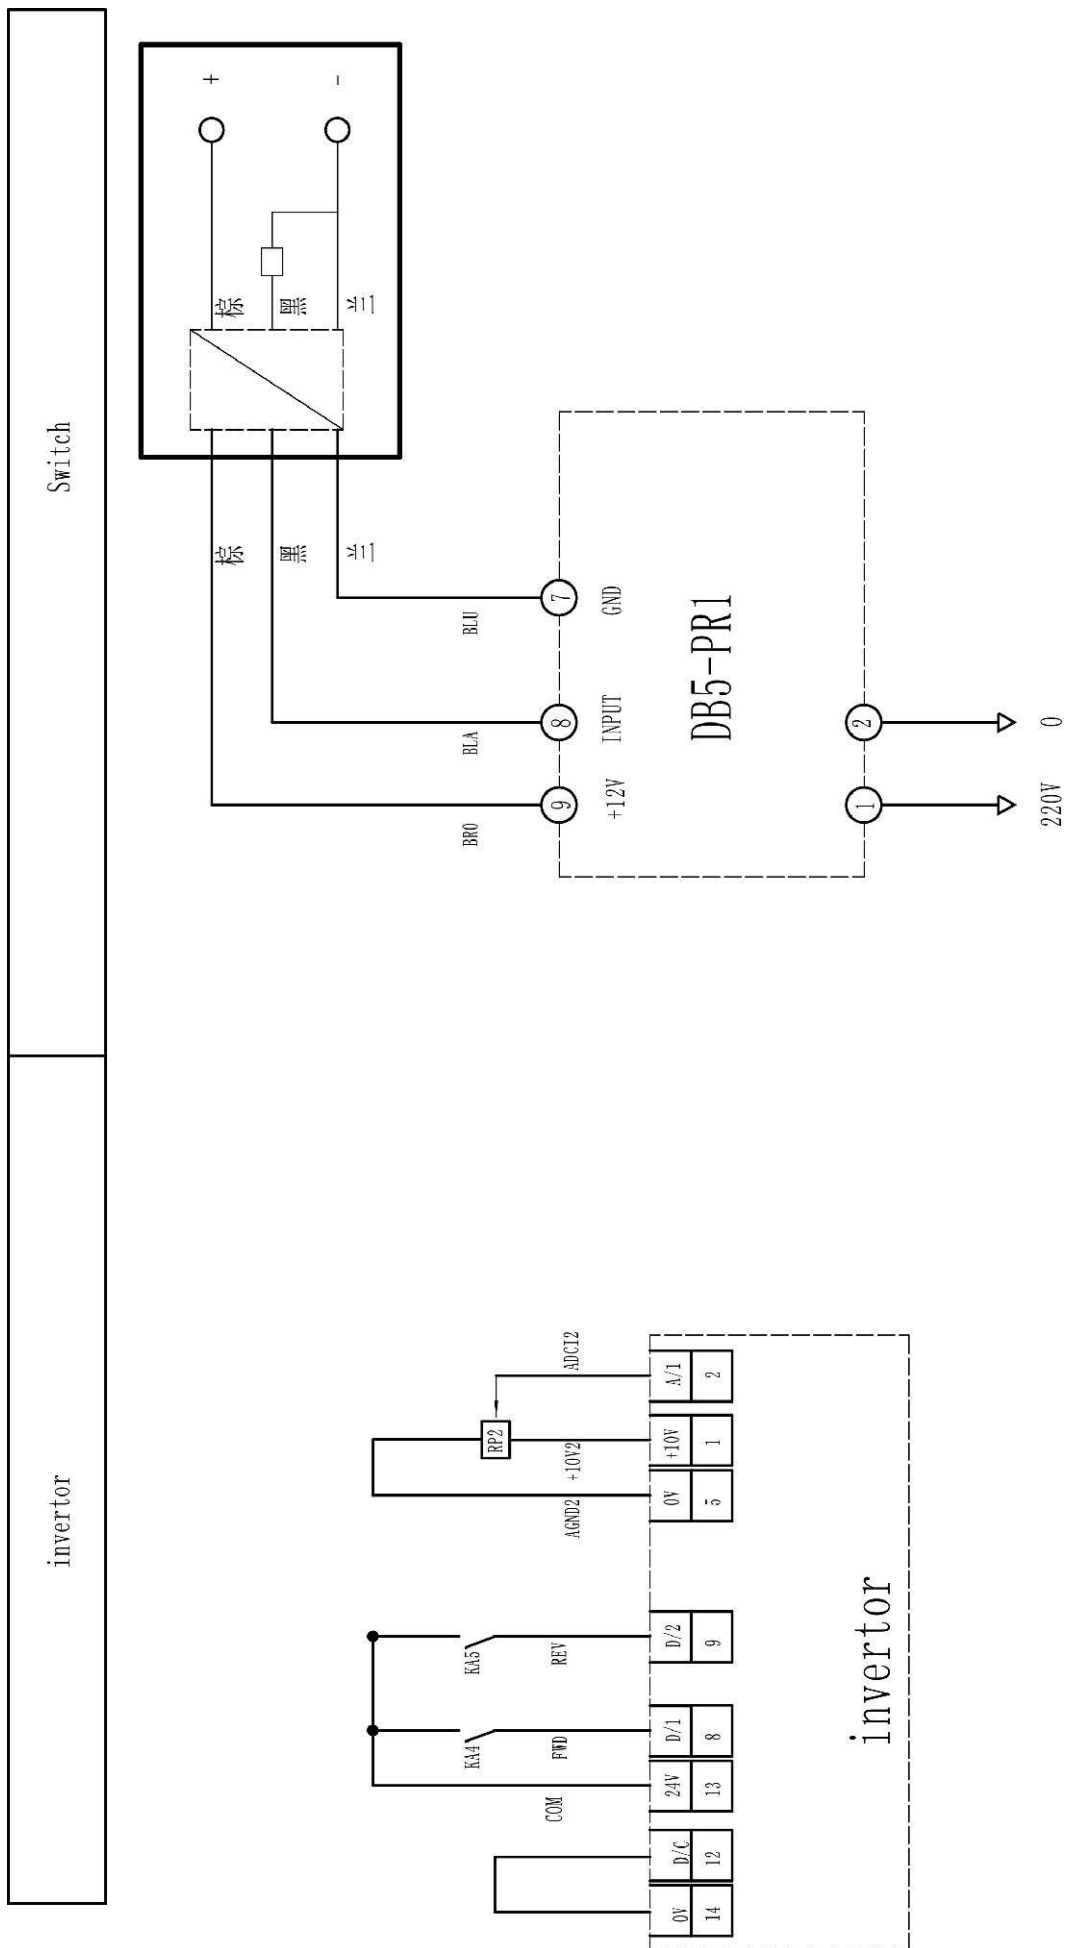 invertor
Switch
COM
KA4
FWD
KA5
REV
AGND2
+10V2
RP2
ADCI2
0V D/C 24V D/1 D/2 0V +10V A/1
14 12 13 8 9 5 1 2
invertor
+
-
棕
黑
兰
棕
黑
兰
BRO BLA BLU
9 8 7
+12V INPUT GND
DB5-PR1
1 2
220V 0